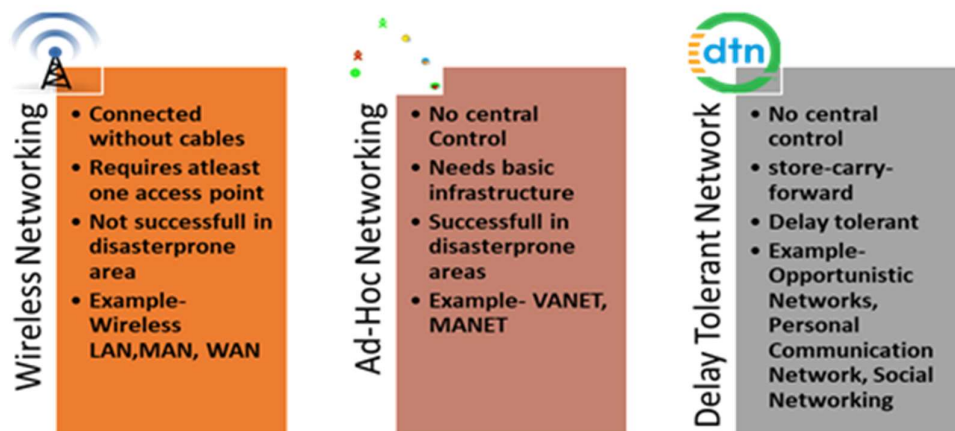 Wireless Networking
• Connected
without cables
• Requires atleast
one access point
• Not successfull in
disasterprone
area
• Example-
Wireless
LAN,MAN, WAN
Ad-Hoc Networking
• No central
Control
• Needs basic
infrastructure
• Successfull in
disasterprone
areas
• Example- VANET,
MANET
dtn
Delay Tolerant Network
• No central
control
• store-carry-
forward
• Delay tolerant
• Example-
Opportunistic
Networks,
Personal
Communication
Network, Social
Networking